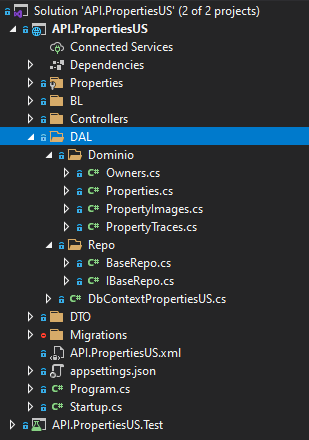 Solution 'API.PropertiesUS' (2 of 2 projects)
API.PropertiesUS
Connected Services
Dependencies
Properties
BL
Controllers
DAL
Dominio
C# Owners.cs
C# Properties.cs
C# PropertyImages.cs
C# PropertyTraces.cs
Repo
C# BaseRepo.cs
C# IBaseRepo.cs
C# DbContextPropertiesUS.cs
DTO
Migrations
API.PropertiesUS.xml
appsettings.json
C# Program.cs
C# Startup.cs
API.PropertiesUS.Test